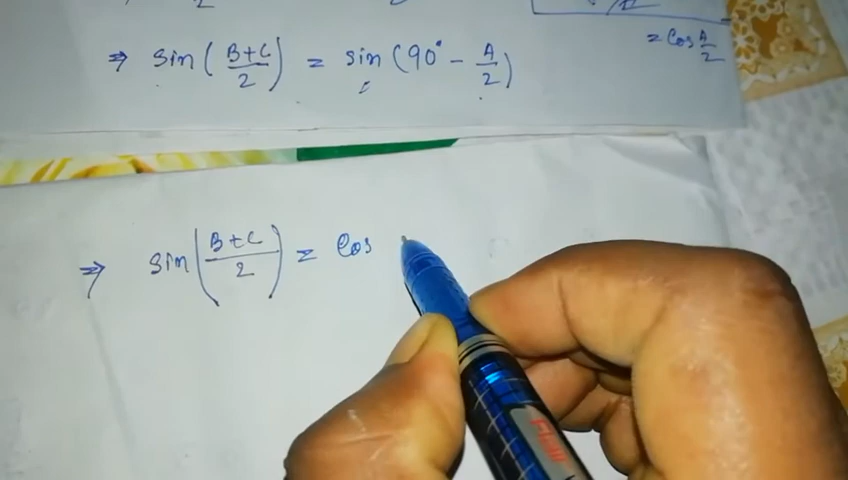 ⇒ sin(B+C/2) = sin(90° - A/2)
= Cos A/2
⇒ sin(B+C/2) = Cos